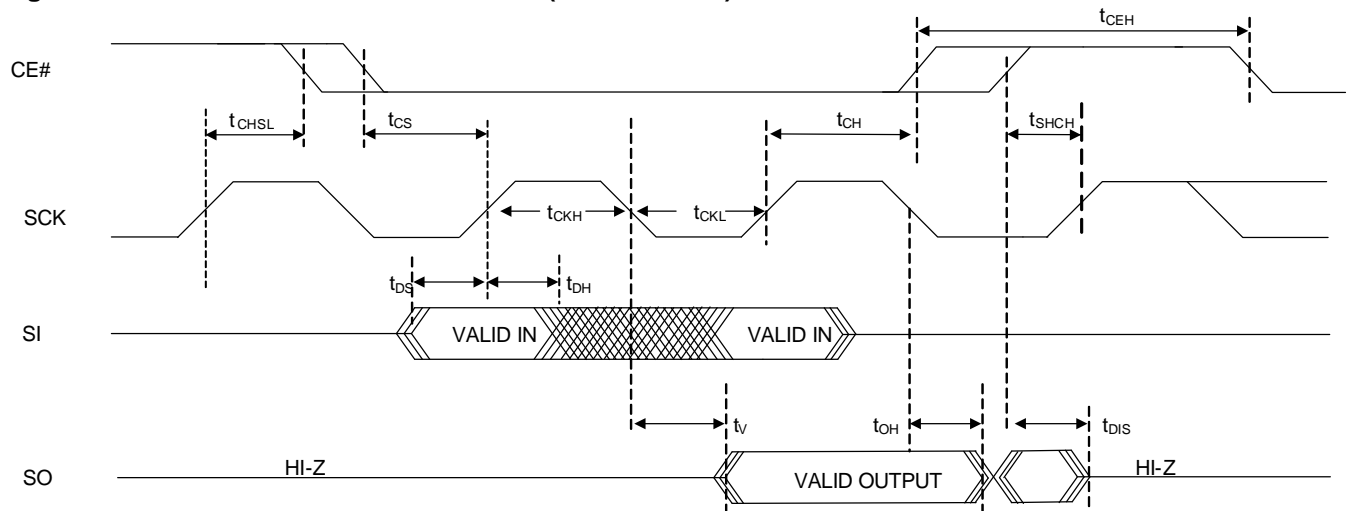 tCEH
CE#
tCHSL
tCS
tCH
tSHCH
SCK
tCKH
tCKL
tDS
tDH
SI
VALID IN
VALID IN
tV
tOH
tDIS
SO
HI-Z
VALID OUTPUT
HI-Z